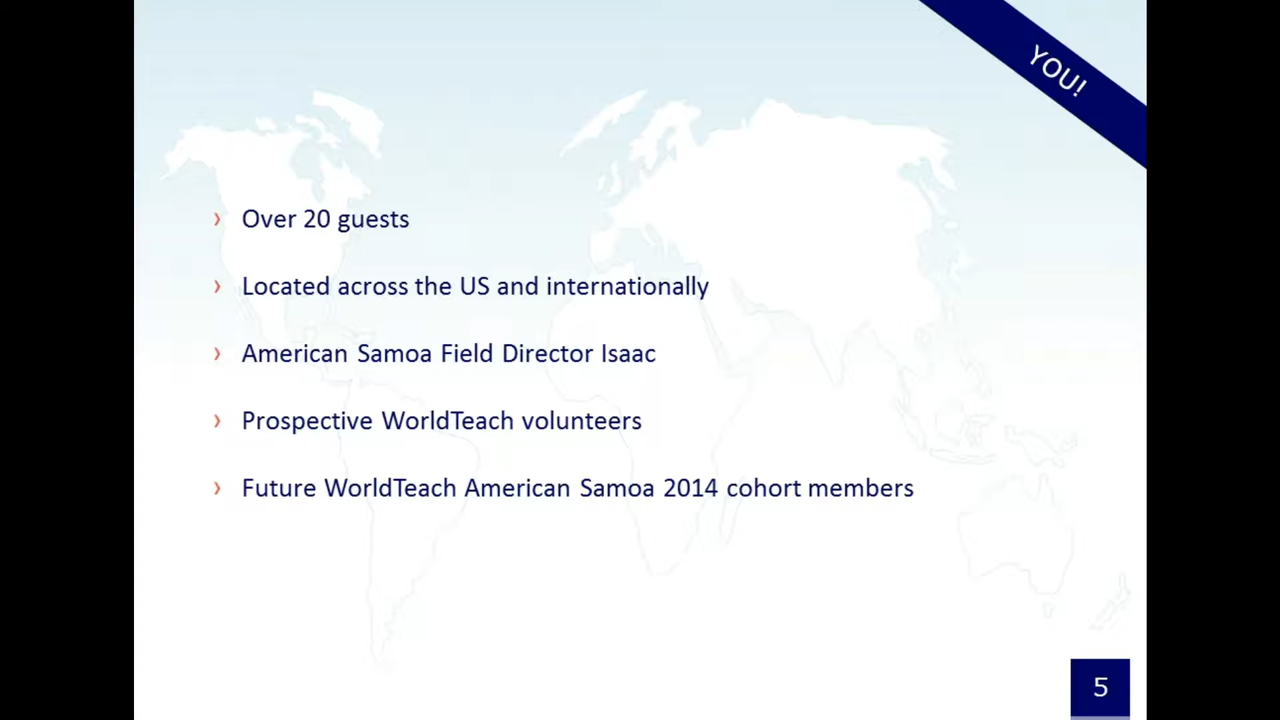 YOU!
› Over 20 guests
› Located across the US and internationally
› American Samoa Field Director Isaac
› Prospective WorldTeach volunteers
› Future WorldTeach American Samoa 2014 cohort members
5